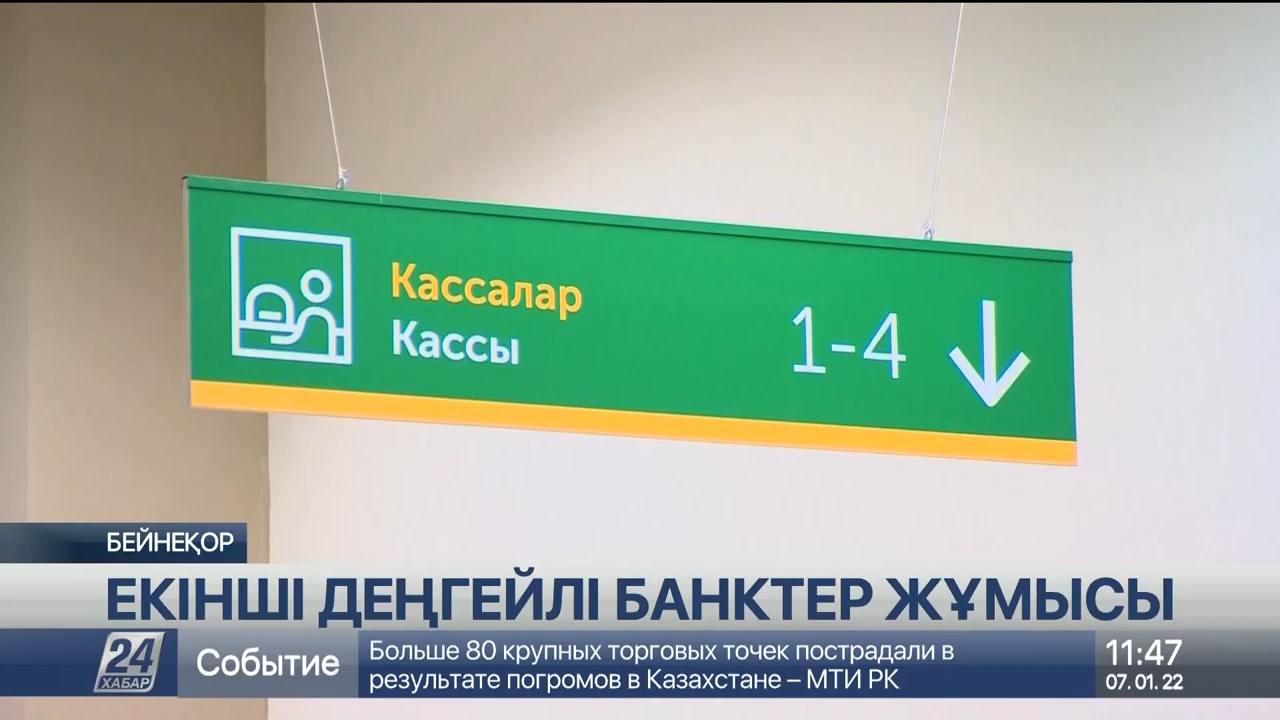 Кассалар
Кассы
1-4
БЕЙНЕҚОР
ЕКІНШІ ДЕҢГЕЙЛІ БАНКТЕР ЖҰМЫСЫ
24
ХАБАР
Событие
Больше 80 крупных торговых точек пострадали в
результате погромов в Казахстане – МТИ РК
11:47
07. 01. 22